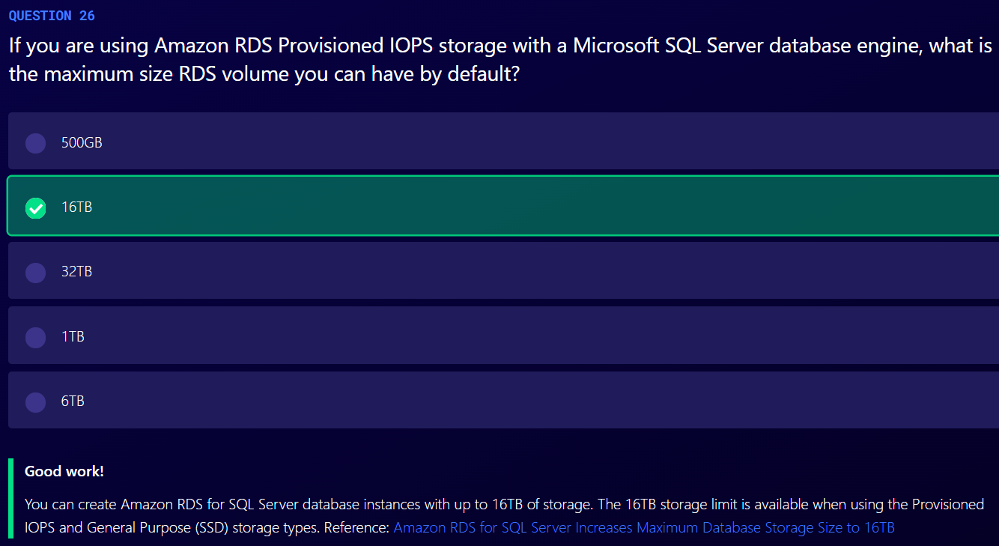 QUESTION 26
If you are using Amazon RDS Provisioned IOPS storage with a Microsoft SQL Server database engine, what is
the maximum size RDS volume you can have by default?
500GB
16TB
32TB
1TB
6TB
Good work!
You can create Amazon RDS for SQL Server database instances with up to 16TB of storage. The 16TB storage limit is available when using the Provisioned
IOPS and General Purpose (SSD) storage types. Reference: Amazon RDS for SQL Server Increases Maximum Database Storage Size to 16TB